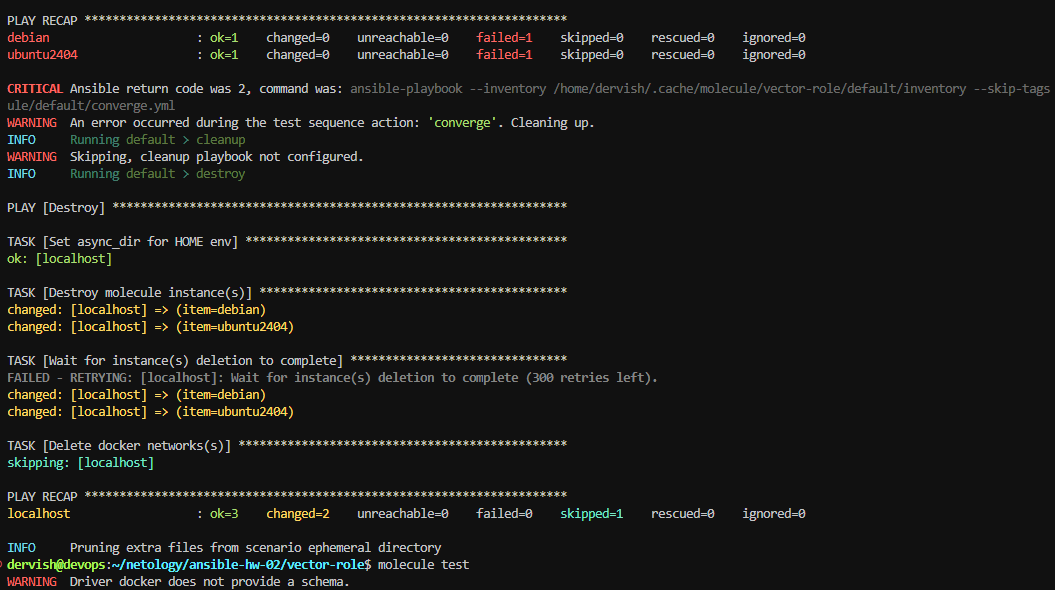 PLAY RECAP *********************************************************************
debian                     : ok=1    changed=0    unreachable=0    failed=1    skipped=0    rescued=0    ignored=0
ubuntu2404                 : ok=1    changed=0    unreachable=0    failed=1    skipped=0    rescued=0    ignored=0
CRITICAL Ansible return code was 2, command was: ansible-playbook --inventory /home/dervish/.cache/molecule/vector-role/default/inventory --skip-tags
ule/default/converge.yml
WARNING  An error occurred during the test sequence action: 'converge'. Cleaning up.
INFO     Running default > cleanup
WARNING  Skipping, cleanup playbook not configured.
INFO     Running default > destroy
PLAY [Destroy] *****************************************************************
TASK [Set async_dir for HOME env] **********************************************
ok: [localhost]
TASK [Destroy molecule instance(s)] ********************************************
changed: [localhost] => (item=debian)
changed: [localhost] => (item=ubuntu2404)
TASK [Wait for instance(s) deletion to complete] *******************************
FAILED - RETRYING: [localhost]: Wait for instance(s) deletion to complete (300 retries left).
changed: [localhost] => (item=debian)
changed: [localhost] => (item=ubuntu2404)
TASK [Delete docker networks(s)] ***********************************************
skipping: [localhost]
PLAY RECAP *********************************************************************
localhost                  : ok=3    changed=2    unreachable=0    failed=0    skipped=1    rescued=0    ignored=0
INFO     Pruning extra files from scenario ephemeral directory
dervish@devops:~/netology/ansible-hw-02/vector-role$ molecule test
WARNING  Driver docker does not provide a schema.